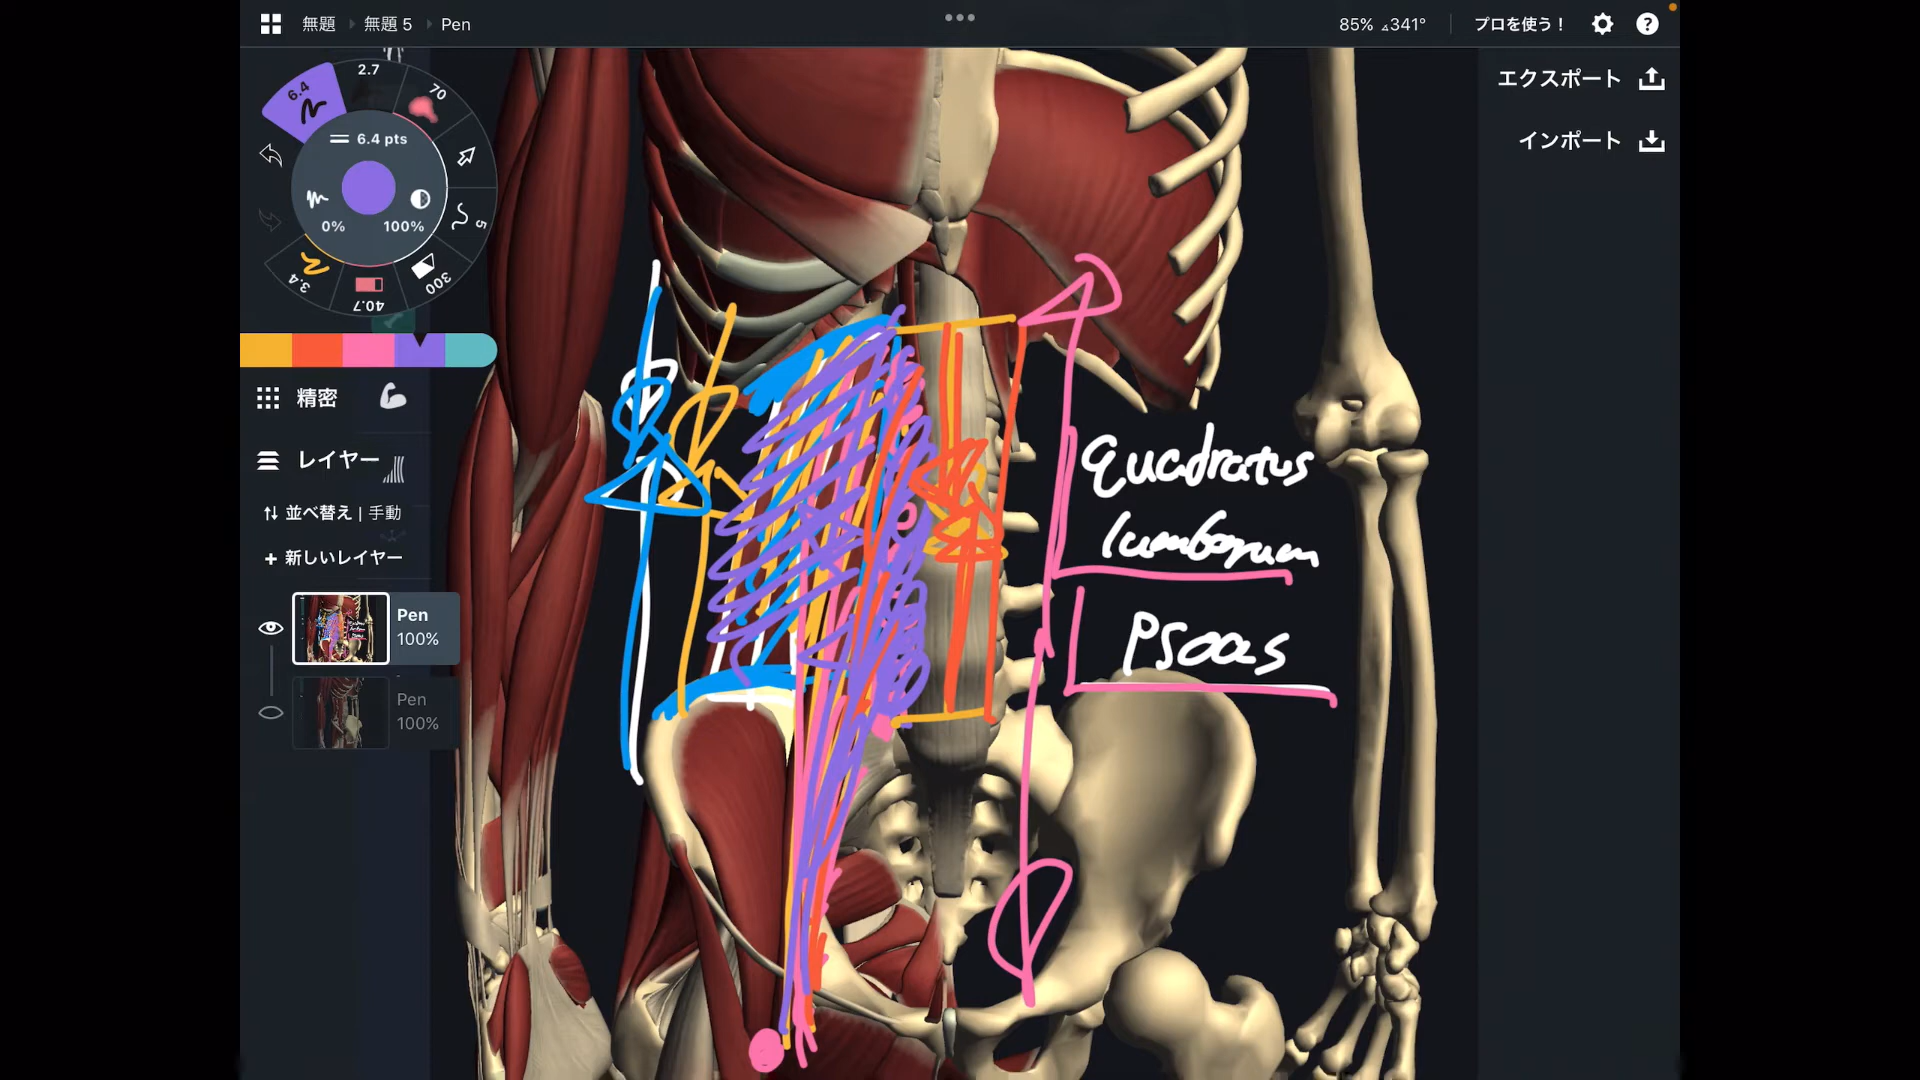 無題 無題 5 Pen
85% ⊿341°
プロを使う!
エクスポート
インポート
2.7
6.4
70
6.4 pts
0%
100%
5
300
40.7
3.4
精密
レイヤー
並べ替え | 手動
+ 新しいレイヤー
Pen
100%
Pen
100%
Quadratus
lumborum
Psoas